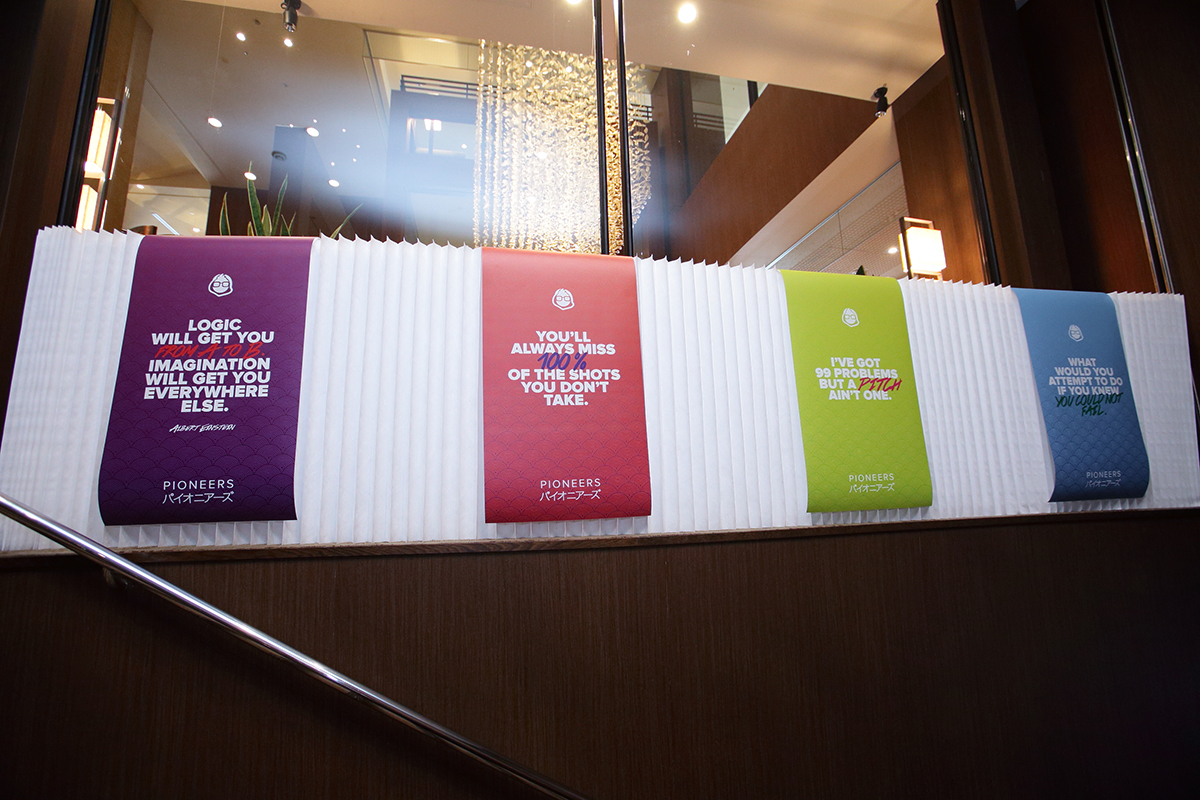 LOGIC
WILL GET YOU
FROM A TO B.
IMAGINATION
WILL GET YOU
EVERYWHERE
ELSE.
ALBERT EINSTEIN
PIONEERS
パイオニアーズ
YOU'LL
ALWAYS MISS
100%
OF THE SHOTS
YOU DON'T
TAKE.
PIONEERS
パイオニアーズ
I'VE GOT
99 PROBLEMS
BUT A PITCH
AIN'T ONE.
PIONEERS
パイオニアーズ
WHAT
WOULD YOU
ATTEMPT TO DO
IF YOU KNEW
YOU COULD NOT
FAIL.
PIONEERS
パイオニアーズ